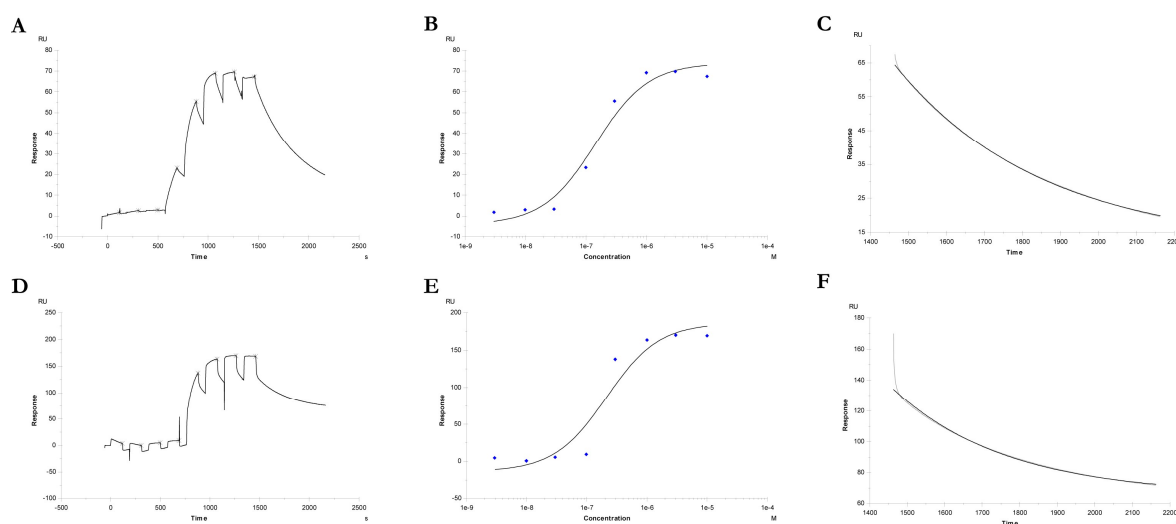 A
RU
80
70
60
50
40
30
20
10
0
-10
-500 0 500 1000 1500 2000 2500
Time s
Response
B
RU
80
70
60
50
40
30
20
10
0
-10
1e-9 1e-8 1e-7 1e-6 1e-5 1e-4
Concentration M
Response
C
RU
75
65
55
45
35
25
15
1400 1500 1600 1700 1800 1900 2000 2100
Time
Response
D
RU
250
200
150
100
50
0
-50
-100
-500 0 500 1000 1500 2000 2500
Time s
Response
E
RU
200
150
100
50
0
-50
1e-9 1e-8 1e-7 1e-6 1e-5 1e-4
Concentration M
Response
F
RU
180
160
140
120
100
80
60
1400 1500 1600 1700 1800 1900 2000 2100
Time
Response